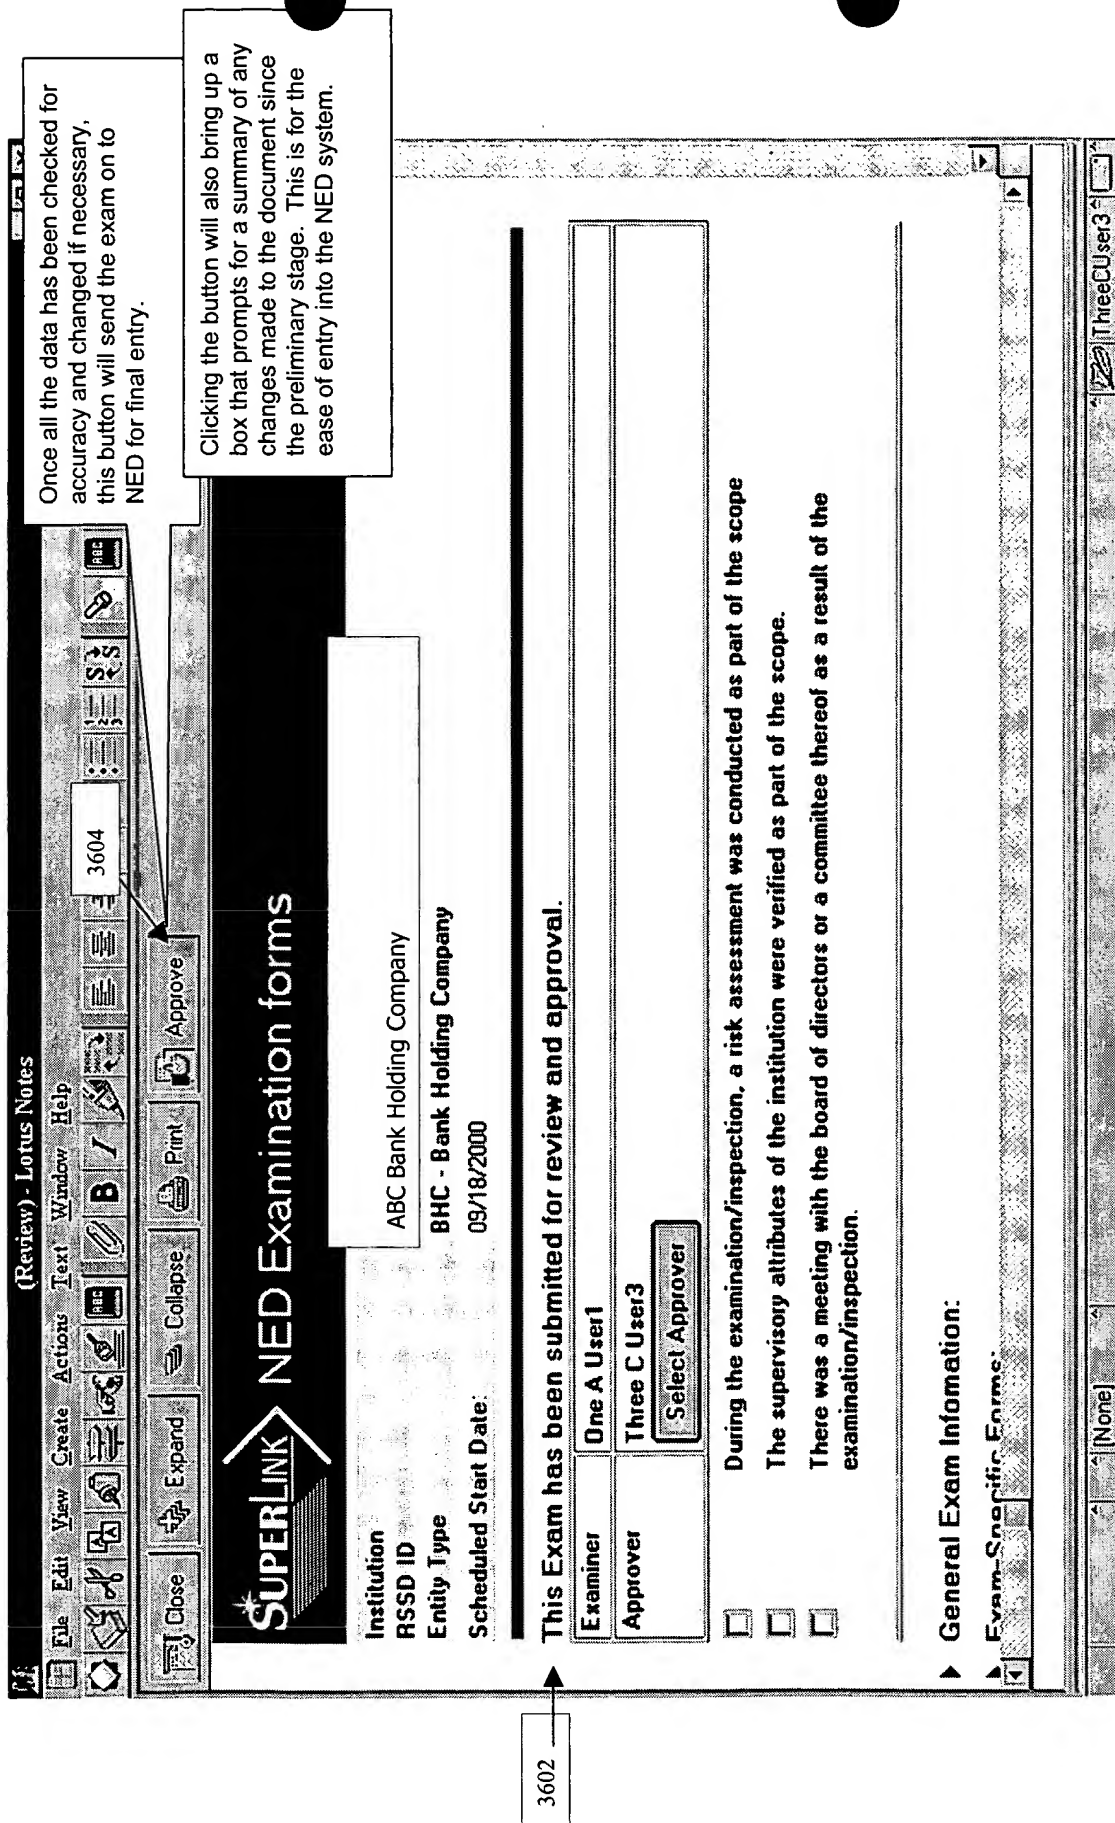 (Review) - Lotus Notes
File Edit View Create Actions Text Window Help
Close Expand Collapse Print Approve
3604
Once all the data has been checked for
accuracy and changed if necessary,
this button will send the exam on to
NED for final entry.
Clicking the button will also bring up a
box that prompts for a summary of any
changes made to the document since
the preliminary stage. This is for the
ease of entry into the NED system.
SUPERLINK NED Examination forms
Institution ABC Bank Holding Company
RSSD ID
Entity Type BHC - Bank Holding Company
Scheduled Start Date: 09/18/2000
3602
This Exam has been submitted for review and approval.
Examiner One A User1
Approver Three C User3
Select Approver
During the examination/inspection, a risk assessment was conducted as part of the scope
The supervisory attributes of the institution were verified as part of the scope.
There was a meeting with the board of directors or a committee thereof as a result of the
examination/inspection.
General Exam Infomation:
Exam-Specific Forms:
[None] ThreeCUser3